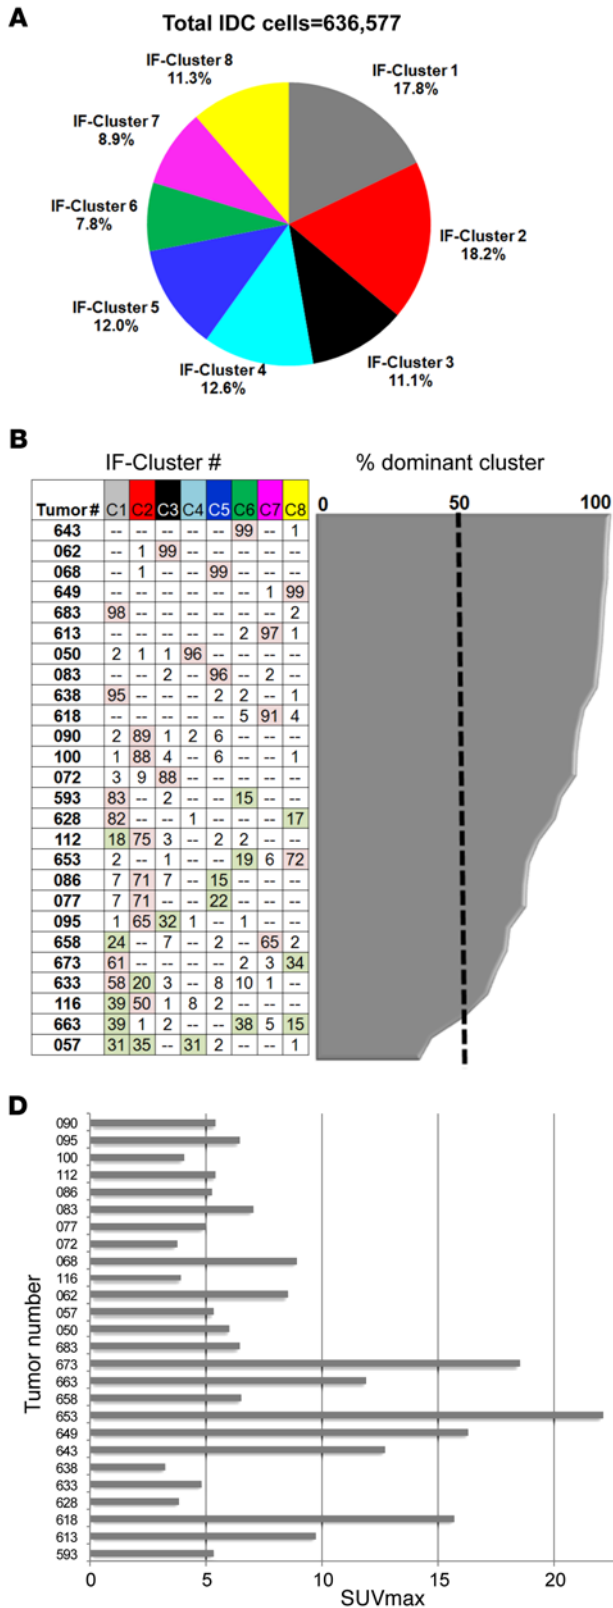 A
Total IDC cells=636,577
IF-Cluster 8
11.3%
IF-Cluster 1
17.8%
IF-Cluster 7
8.9%
IF-Cluster 6
7.8%
IF-Cluster 2
18.2%
IF-Cluster 5
12.0%
IF-Cluster 4
12.6%
IF-Cluster 3
11.1%
B
IF-Cluster #
% dominant cluster
Tumor # C1 C2 C3 C4 C5 C6 C7 C8
0 50 100
643 -- -- -- -- -- 99 -- 1
062 -- 1 99 -- -- -- -- --
068 -- 1 -- -- 99 -- -- --
649 -- -- -- -- -- -- 1 99
683 98 -- -- -- -- -- -- 2
613 -- -- -- -- -- 2 97 1
050 2 1 1 96 -- -- -- --
083 -- -- 2 -- 96 -- 2 --
638 95 -- -- -- 2 2 -- 1
618 -- -- -- -- -- 5 91 4
090 2 89 1 2 6 -- -- --
100 1 88 4 -- 6 -- -- 1
072 3 9 88 -- -- -- -- --
593 83 -- 2 -- -- 15 -- --
628 82 -- -- 1 -- -- -- 17
112 18 75 3 -- 2 2 -- --
653 2 -- 1 -- -- 19 6 72
086 7 71 7 -- 15 -- -- --
077 7 71 -- -- 22 -- -- --
095 1 65 32 1 -- 1 -- --
658 24 -- 7 -- 2 -- 65 2
673 61 -- -- -- -- 2 3 34
633 58 20 3 -- 8 10 1 --
116 39 50 1 8 2 -- -- --
663 39 1 2 -- -- 38 5 15
057 31 35 -- 31 2 -- -- 1
D
Tumor number
090
095
100
112
086
083
077
072
068
116
062
057
050
683
673
663
658
653
649
643
638
633
628
618
613
593
0 5 10 15 20
SUVmax